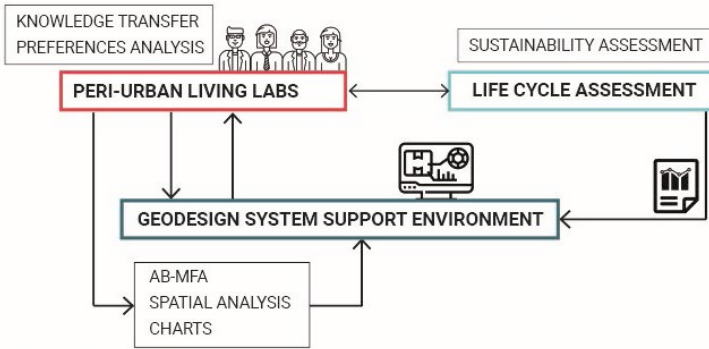 KNOWLEDGE TRANSFER
PREFERENCES ANALYSIS
SUSTAINABILITY ASSESSMENT
PERI-URBAN LIVING LABS
LIFE CYCLE ASSESSMENT
GEODESIGN SYSTEM SUPPORT ENVIRONMENT
AB-MFA
SPATIAL ANALYSIS
CHARTS